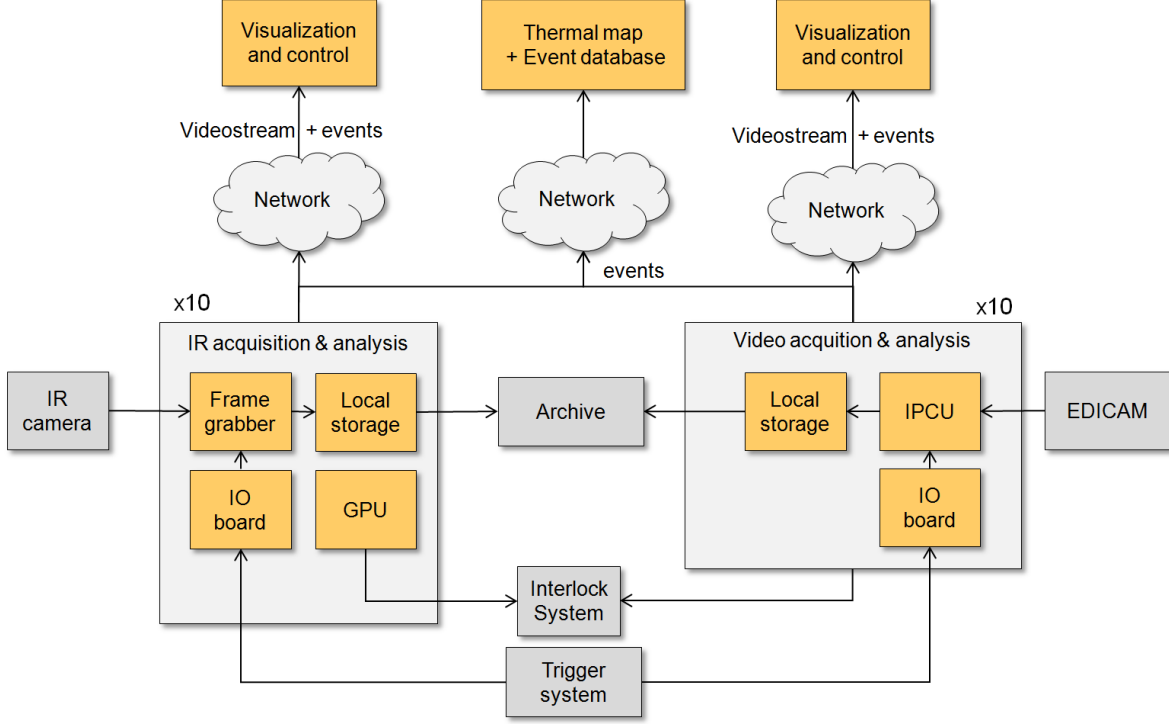 Visualization
and control
Thermal map
+ Event database
Visualization
and control
Videostream + events
Videostream + events
Network
Network
Network
events
x10
x10
IR acquisition & analysis
Video acqution & analysis
IR
camera
Frame
grabber
Local
storage
Archive
Local
storage
IPCU
EDICAM
IO
board
GPU
IO
board
Interlock
System
Trigger
system